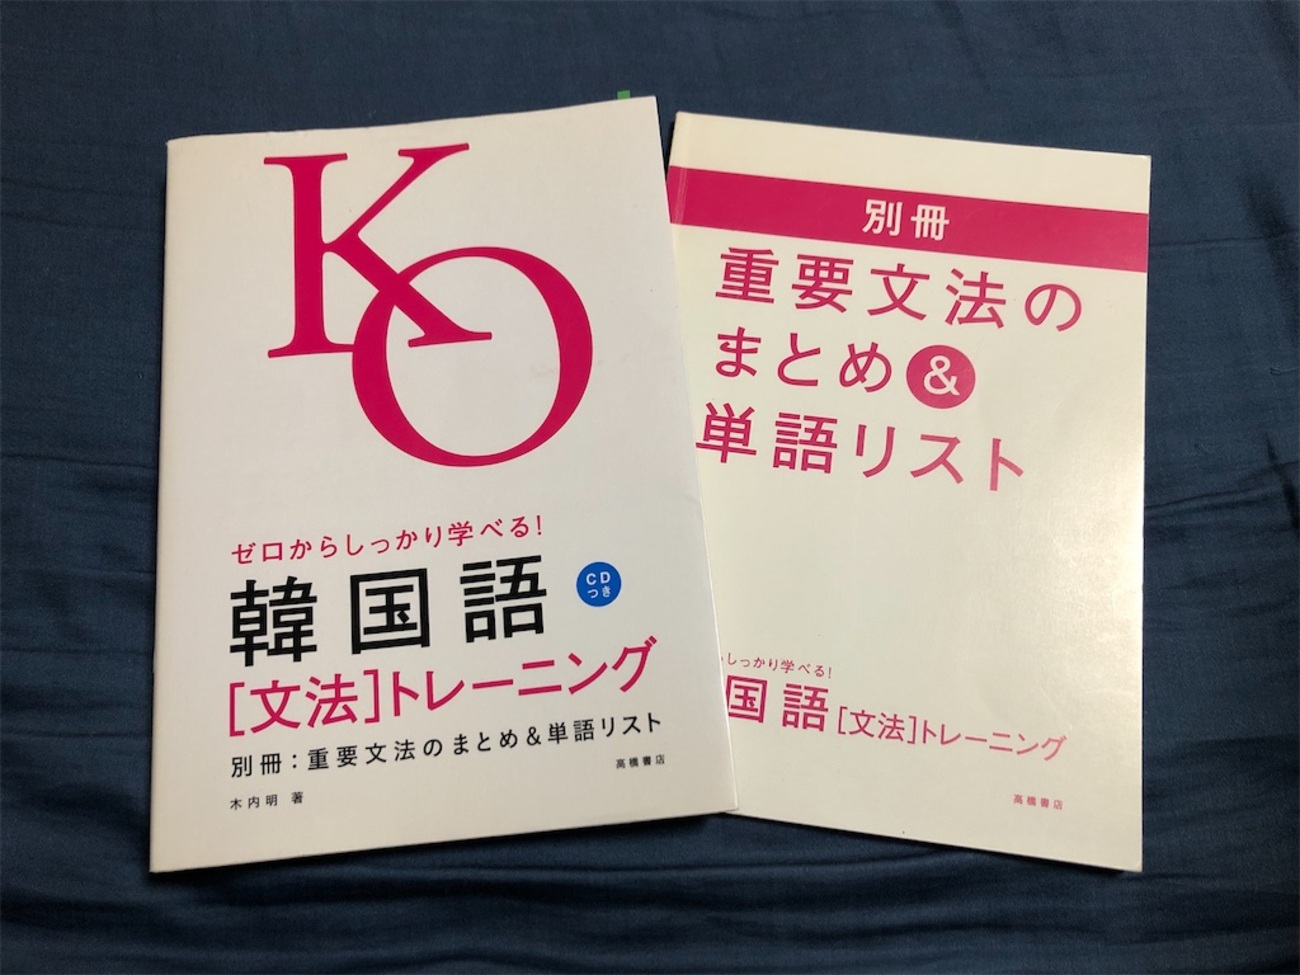 KO
ゼロからしっかり学べる!
韓国語
CD
つき
[文法]トレーニング
別冊:重要文法のまとめ&単語リスト
木内明 著
高橋書店
別冊
重要文法の
まとめ&
単語リスト
しっかり学べる!
国語[文法]トレーニング
高橋書店